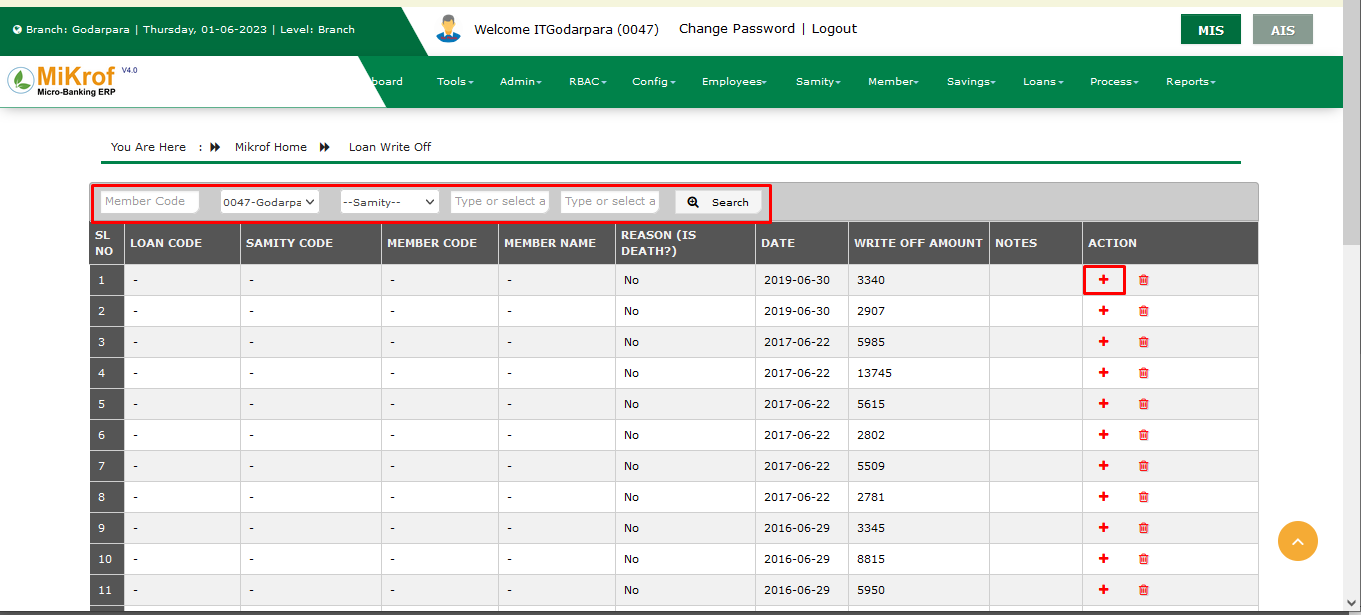 Branch: Godarpara | Thursday, 01-06-2023 | Level: Branch
Welcome ITGodarpara (0047) Change Password | Logout
MIS AIS
MiKrof V4.0
Micro-Banking ERP
board Tools Admin RBAC Config Employees Samity Member Savings Loans Process Reports
You Are Here : Mikrof Home Loan Write Off
Member Code 0047-Godarpa --Samity-- Type or select a Type or select a Search
SL NO LOAN CODE SAMITY CODE MEMBER CODE MEMBER NAME REASON (IS DEATH?) DATE WRITE OFF AMOUNT NOTES ACTION
1 - - - - No 2019-06-30 3340
2 - - - - No 2019-06-30 2907
3 - - - - No 2017-06-22 5985
4 - - - - No 2017-06-22 13745
5 - - - - No 2017-06-22 5615
6 - - - - No 2017-06-22 2802
7 - - - - No 2017-06-22 5509
8 - - - - No 2017-06-22 2781
9 - - - - No 2016-06-29 3345
10 - - - - No 2016-06-29 8815
11 - - - - No 2016-06-29 5950